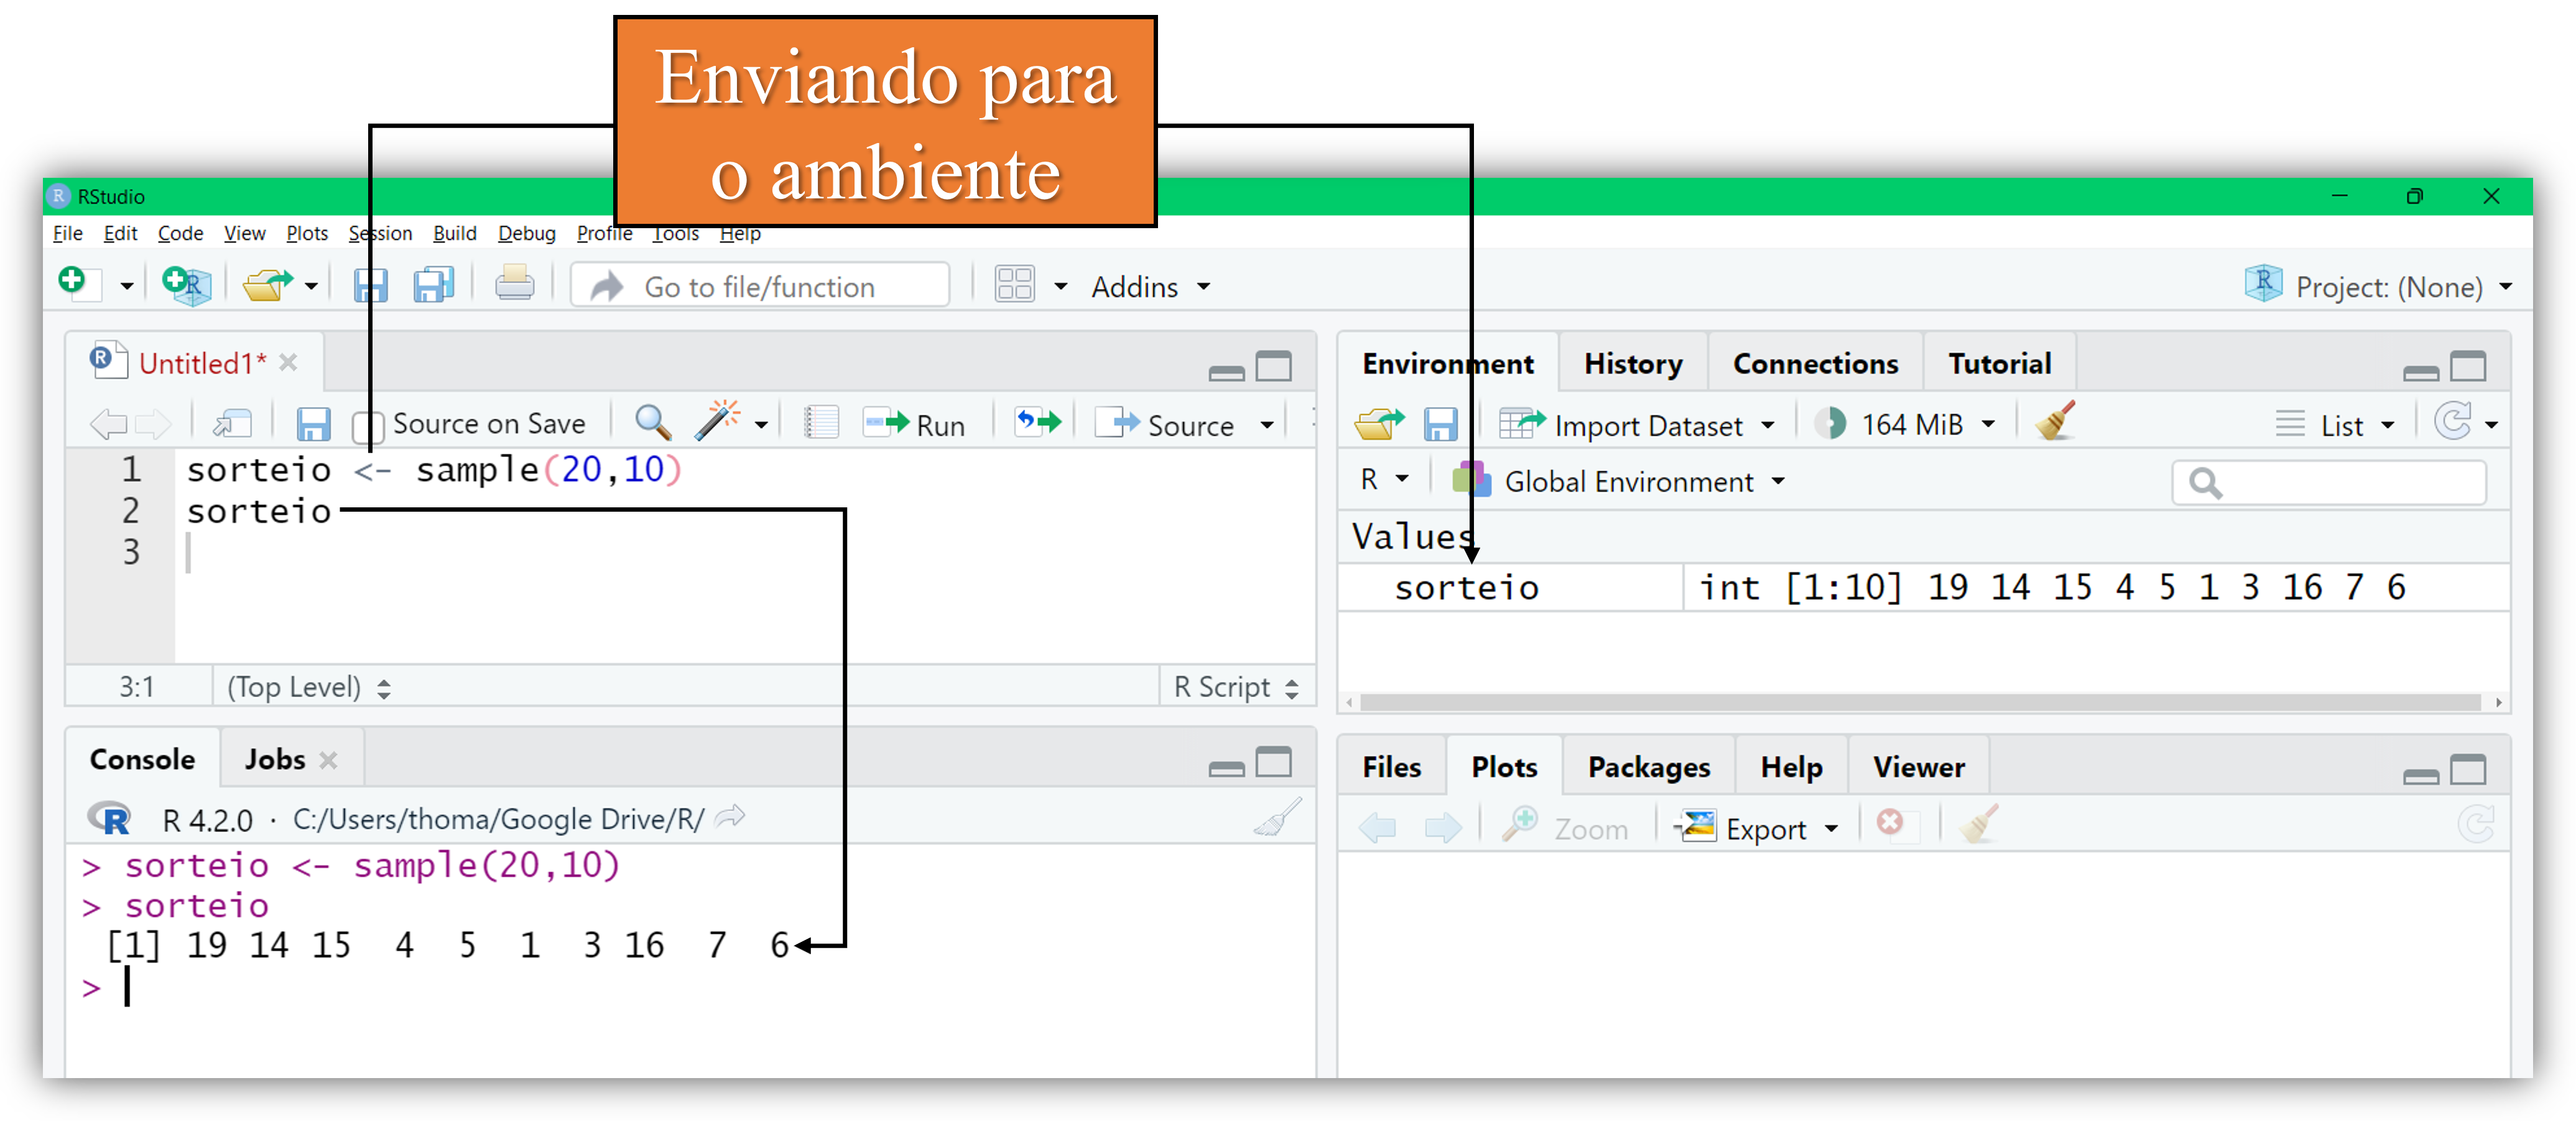 Enviando para
o ambiente
RStudio
File Edit Code View Plots Session Build Debug Profile Tools Help
Go to file/function Addins Project: (None)
Untitled1*
Source on Save Run Source
1 sorteio <- sample(20,10)
2 sorteio
3
3:1 (Top Level) R Script
Console Jobs
R 4.2.0 · C:/Users/thoma/Google Drive/R/
> sorteio <- sample(20,10)
> sorteio
[1] 19 14 15 4 5 1 3 16 7 6
>
Environment History Connections Tutorial
Import Dataset 164 MiB List
R Global Environment
Values
sorteio int [1:10] 19 14 15 4 5 1 3 16 7 6
Files Plots Packages Help Viewer
Zoom Export